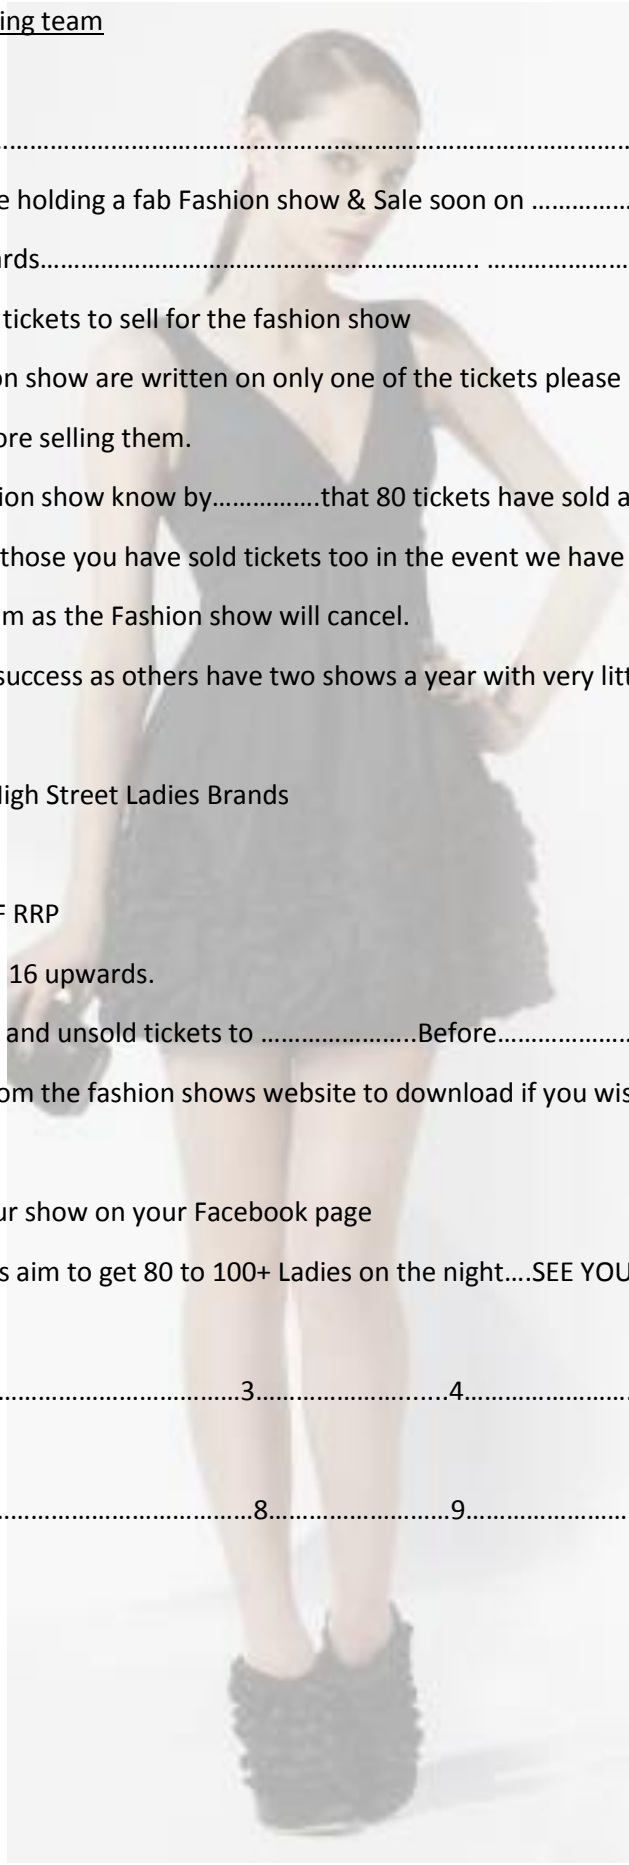 ing team
………………………………………………………………………
e holding a fab Fashion show & Sale soon on ……………
rds……………………………………………….. ………………
tickets to sell for the fashion show
on show are written on only one of the tickets please
ore selling them.
ion show know by…………….that 80 tickets have sold a
those you have sold tickets too in the event we have
m as the Fashion show will cancel.
success as others have two shows a year with very litt
High Street Ladies Brands
F RRP
16 upwards.
and unsold tickets to …………………..Before………………
om the fashion shows website to download if you wis
ur show on your Facebook page
s aim to get 80 to 100+ Ladies on the night….SEE YOU
…………………………3…………………......4…………………
…………………………..8…………………….9…………………